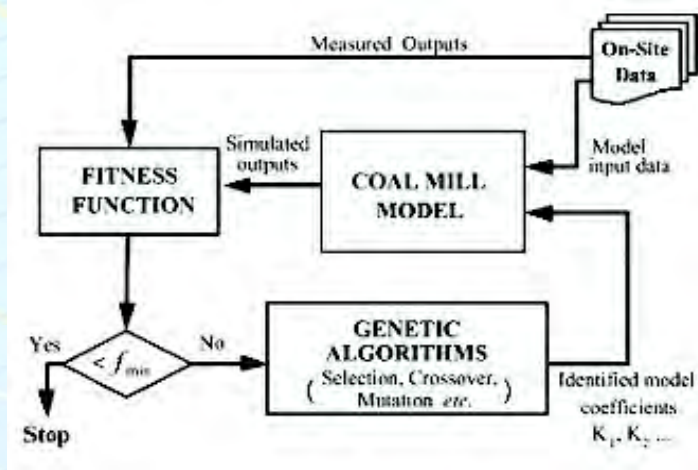 Measured Outputs
On-Site
Data
Simulated
outputs
Model
input data
FITNESS
FUNCTION
COAL MILL
MODEL
Yes
< f min
No
GENETIC
ALGORITHMS
( Selection, Crossover,
Mutation etc. )
Identified model
coefficients
K1, K2 ...
Stop